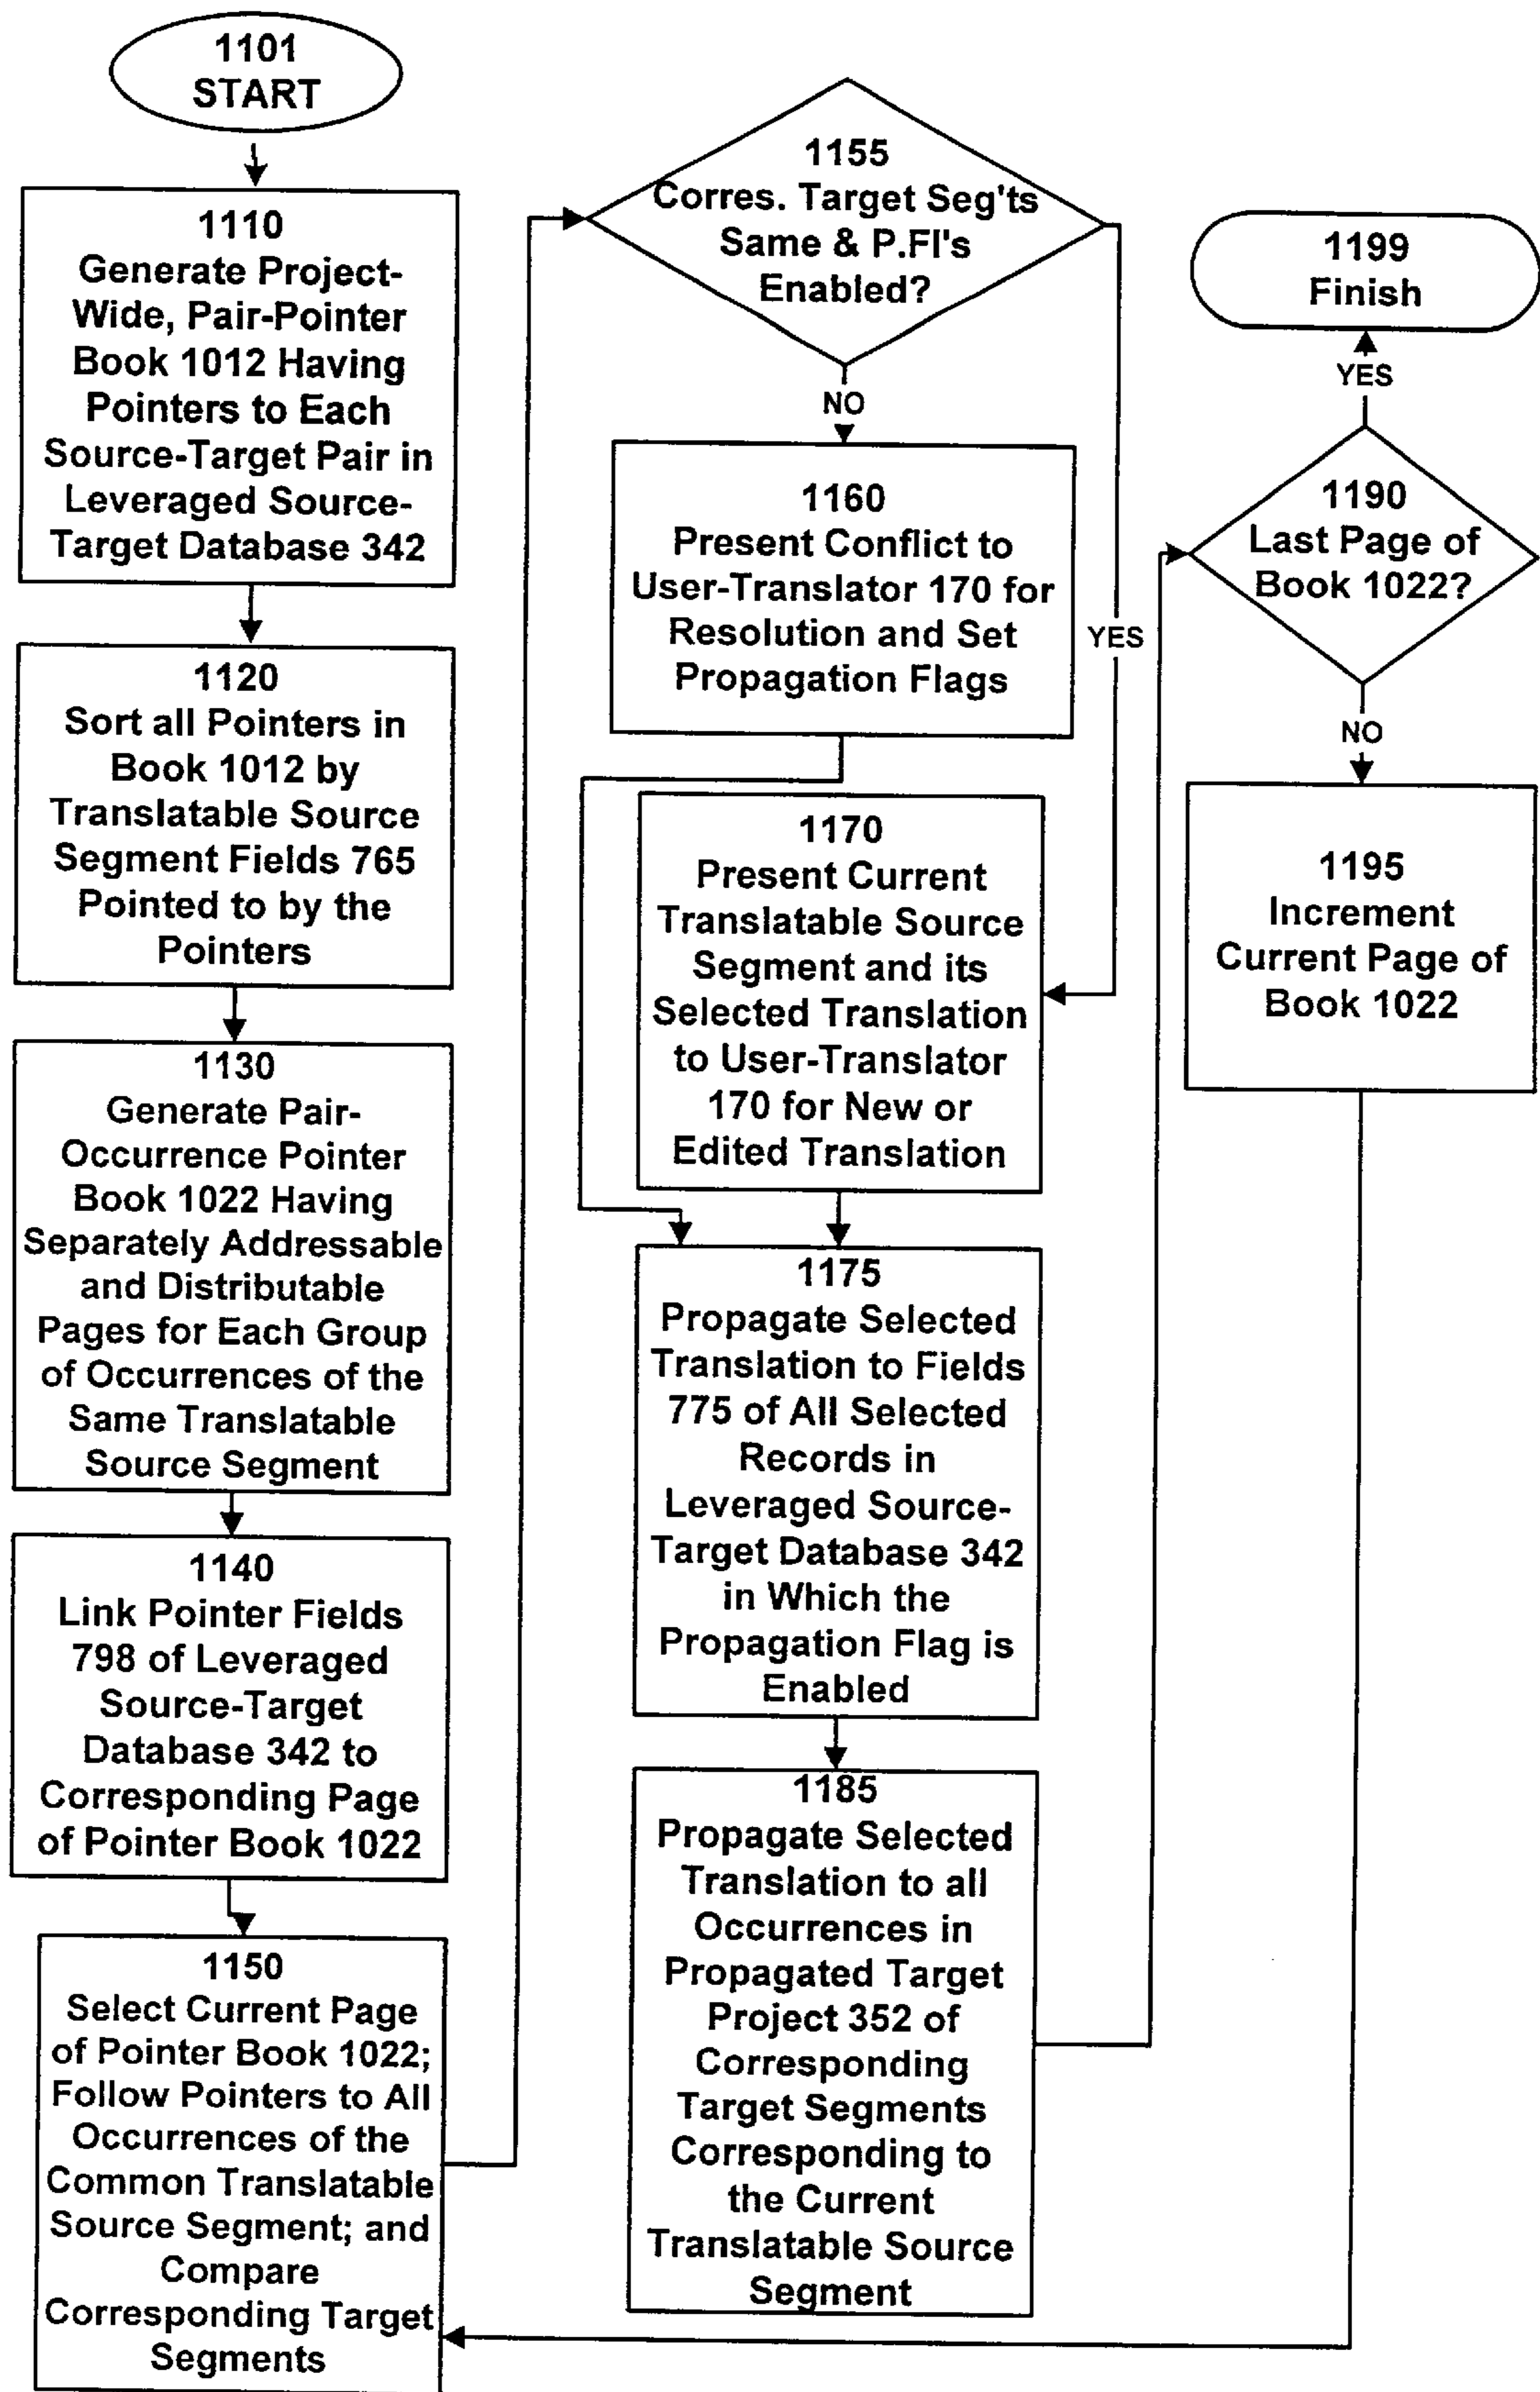 1101
START
1110
Generate Project-
Wide, Pair-Pointer
Book 1012 Having
Pointers to Each
Source-Target Pair in
Leveraged Source-
Target Database 342
1120
Sort all Pointers in
Book 1012 by
Translatable Source
Segment Fields 765
Pointed to by the
Pointers
1130
Generate Pair-
Occurrence Pointer
Book 1022 Having
Separately Addressable
and Distributable
Pages for Each Group
of Occurrences of the
Same Translatable
Source Segment
1140
Link Pointer Fields
798 of Leveraged
Source-Target
Database 342 to
Corresponding Page
of Pointer Book 1022
1150
Select Current Page
of Pointer Book 1022;
Follow Pointers to All
Occurrences of the
Common Translatable
Source Segment; and
Compare
Corresponding Target
Segments
1155
Corres. Target Seg'ts
Same & P.Fl's
Enabled?
NO
YES
1160
Present Conflict to
User-Translator 170 for
Resolution and Set
Propagation Flags
1170
Present Current
Translatable Source
Segment and its
Selected Translation
to User-Translator
170 for New or
Edited Translation
1175
Propagate Selected
Translation to Fields
775 of All Selected
Records in
Leveraged Source-
Target Database 342
in Which the
Propagation Flag is
Enabled
1185
Propagate Selected
Translation to all
Occurrences in
Propagated Target
Project 352 of
Corresponding
Target Segments
Corresponding to
the Current
Translatable Source
Segment
1199
Finish
YES
1190
Last Page of
Book 1022?
NO
1195
Increment
Current Page of
Book 1022